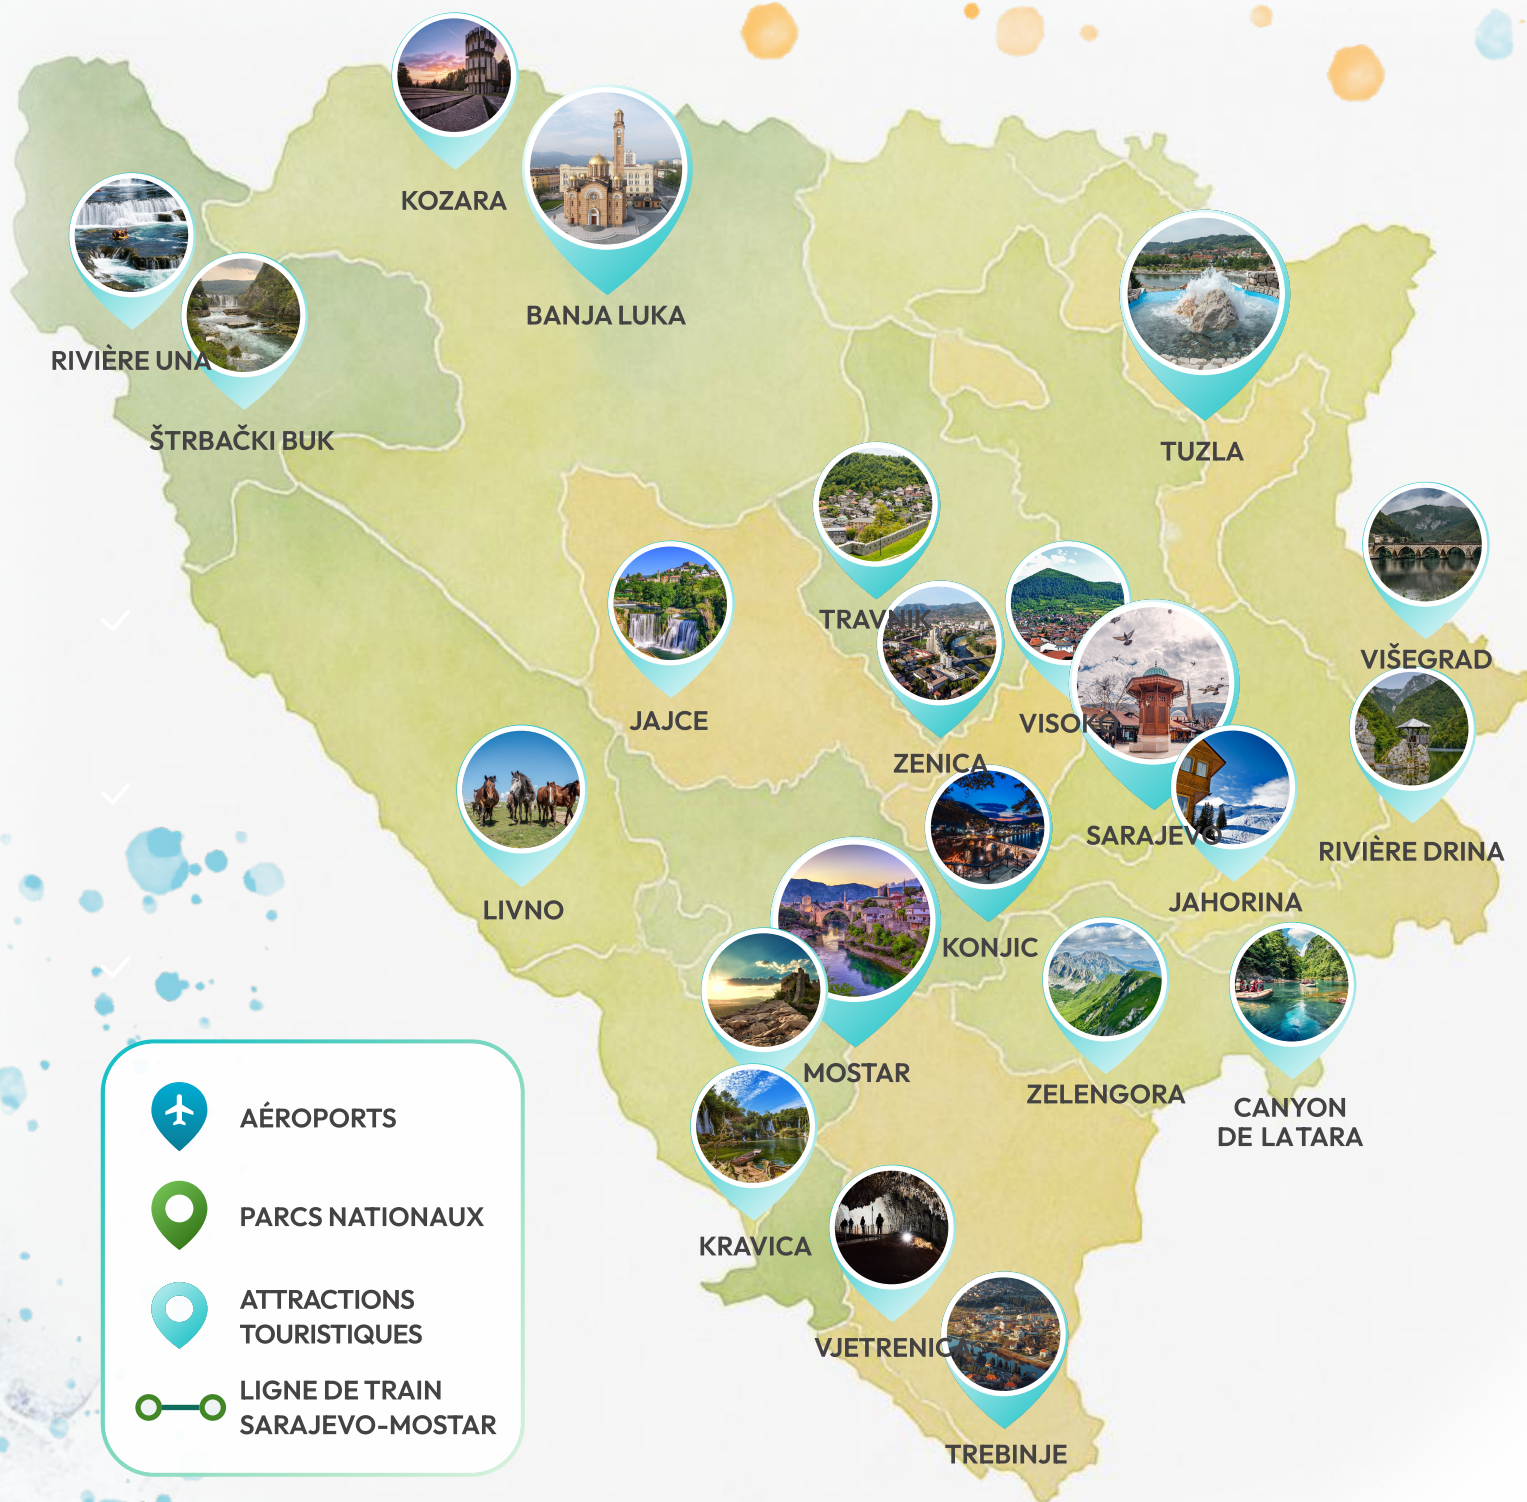 KOZARA
BANJA LUKA
RIVIÈRE UNA
ŠTRBAČKI BUK
TUZLA
TRAVNIK
VIŠEGRAD
JAJCE
VISOKO
ZENICA
SARAJEVO
RIVIÈRE DRINA
JAHORINA
LIVNO
KONJIC
MOSTAR
ZELENGORA
CANYON
DE LA TARA
KRAVICA
VJETRENICA
TREBINJE
AÉROPORTS
PARCS NATIONAUX
ATTRACTIONS
TOURISTIQUES
LIGNE DE TRAIN
SARAJEVO-MOSTAR